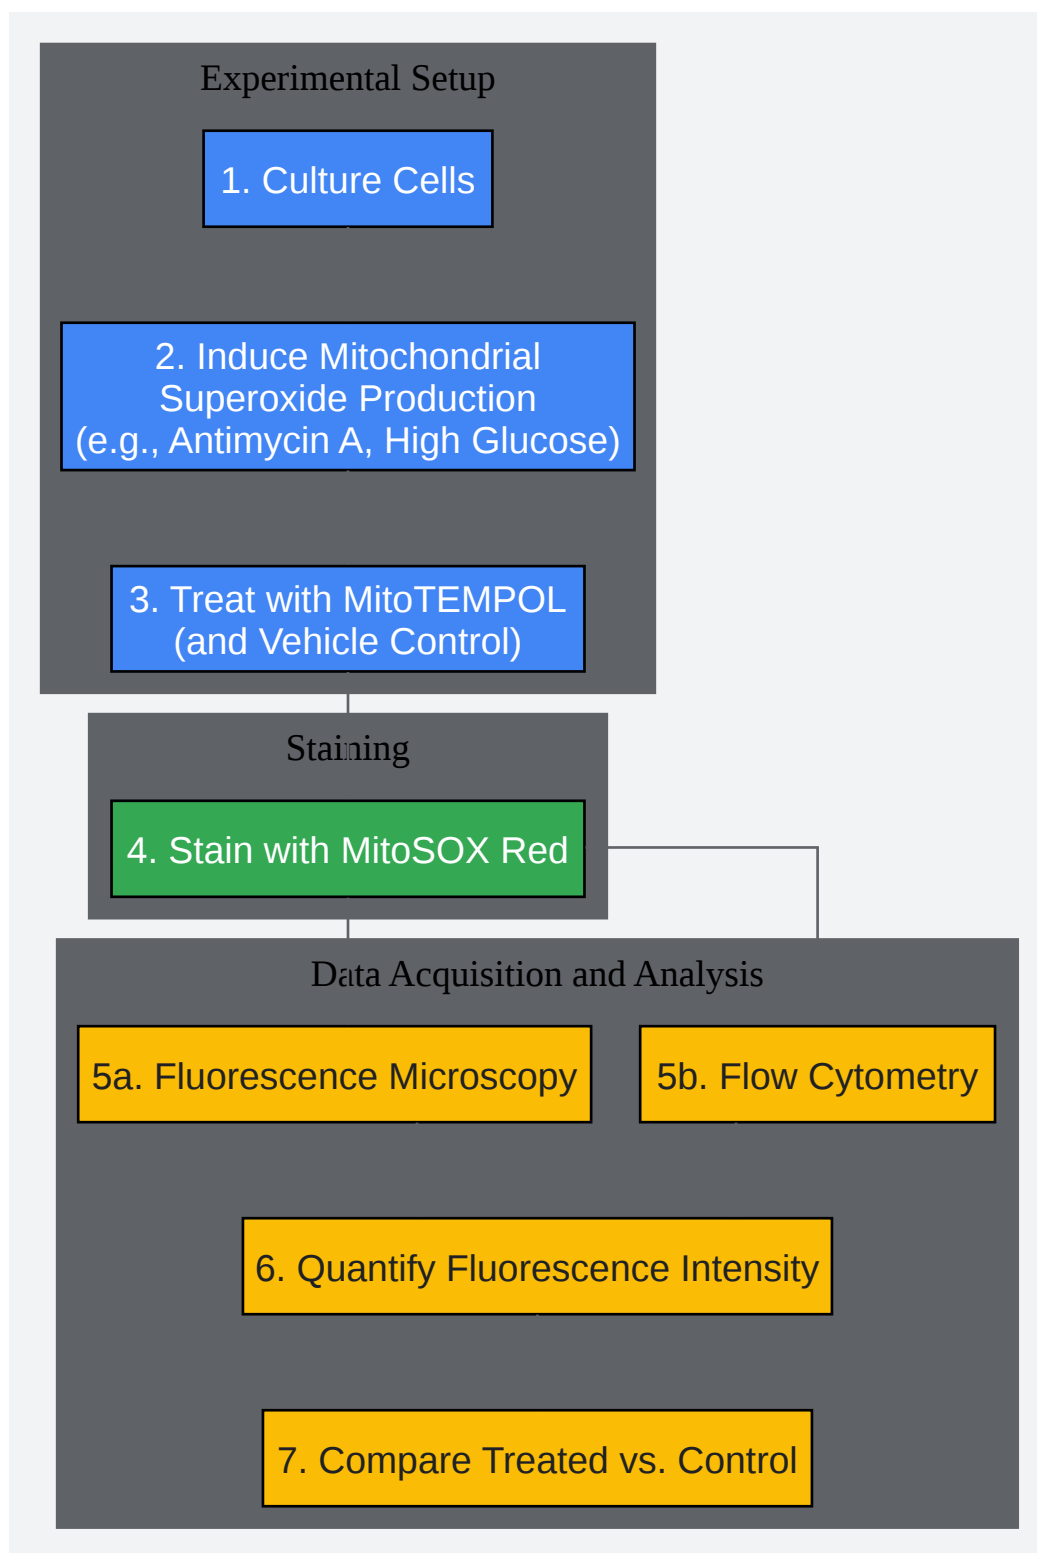 Experimental Setup
1. Culture Cells
2. Induce Mitochondrial
Superoxide Production
(e.g., Antimycin A, High Glucose)
3. Treat with MitoTEMPOL
(and Vehicle Control)
Staining
4. Stain with MitoSOX Red
Data Acquisition and Analysis
5a. Fluorescence Microscopy
5b. Flow Cytometry
6. Quantify Fluorescence Intensity
7. Compare Treated vs. Control